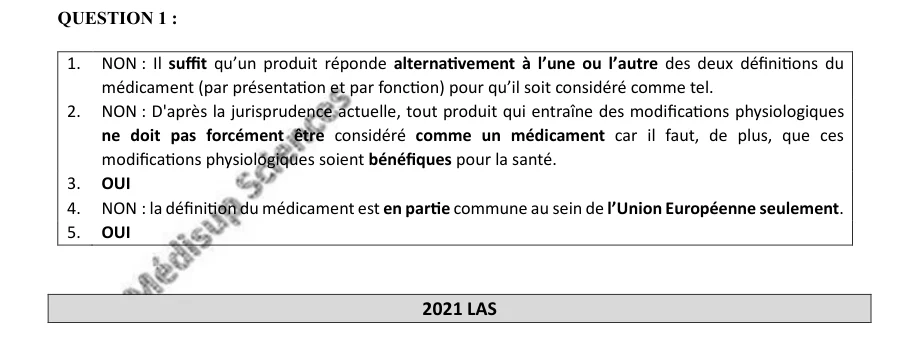 QUESTION 1 :
1. NON : Il suffit qu’un produit réponde alternativement à l’une ou l’autre des deux définitions du
médicament (par présentation et par fonction) pour qu’il soit considéré comme tel.
2. NON : D'après la jurisprudence actuelle, tout produit qui entraîne des modifications physiologiques
ne doit pas forcément être considéré comme un médicament car il faut, de plus, que ces
modifications physiologiques soient bénéfiques pour la santé.
3. OUI
4. NON : la définition du médicament est en partie commune au sein de l’Union Européenne seulement.
5. OUI
Médisup Sciences
2021 LAS